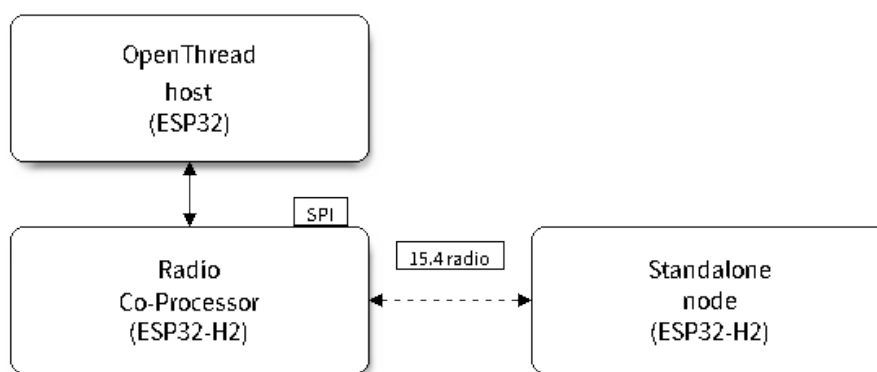 OpenThread
host
(ESP32)
SPI
Radio
Co-Processor
(ESP32-H2)
15.4 radio
Standalone
node
(ESP32-H2)